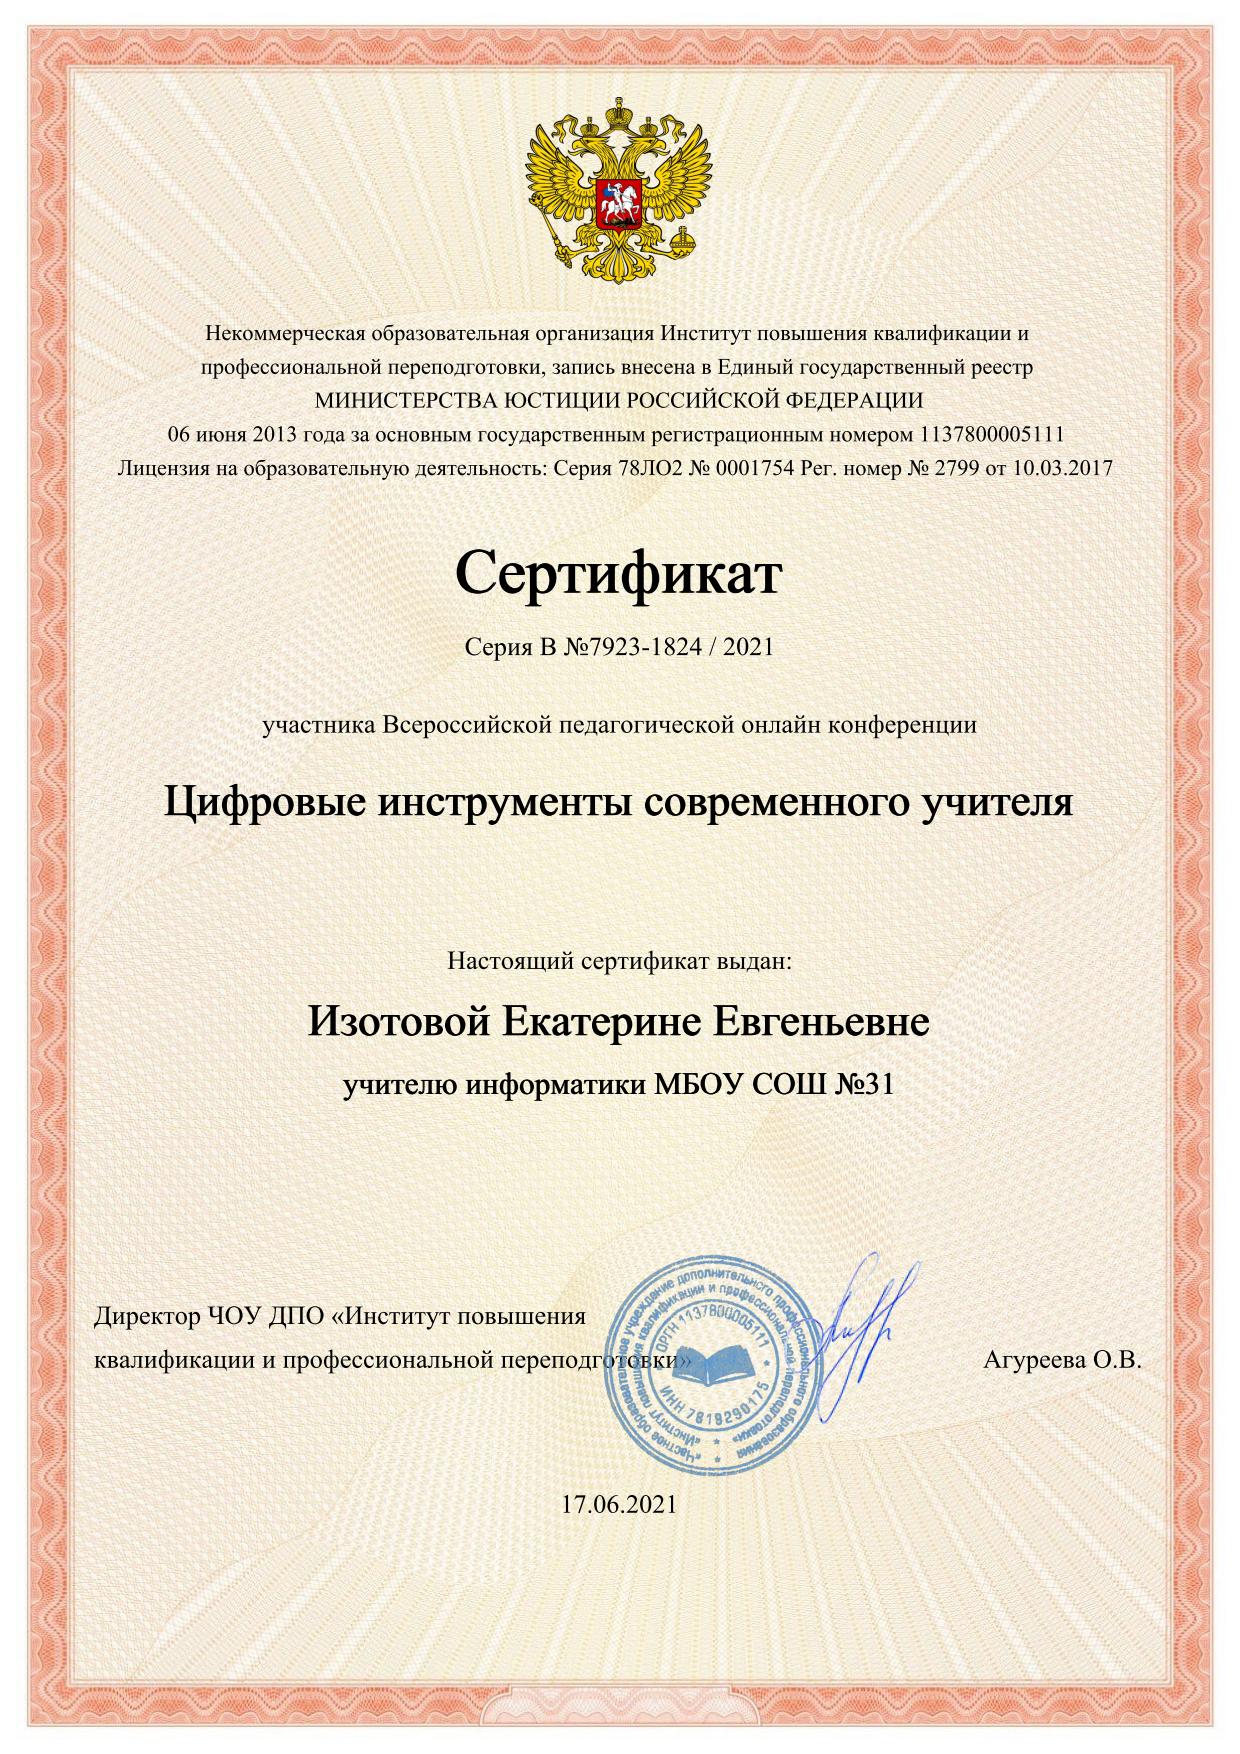 Некоммерческая образовательная организация Институт повышения квалификации и
профессиональной переподготовки, запись внесена в Единый государственный реестр
МИНИСТЕРСТВА ЮСТИЦИИ РОССИЙСКОЙ ФЕДЕРАЦИИ
06 июня 2013 года за основным государственным регистрационным номером 1137800005111
Лицензия на образовательную деятельность: Серия 78ЛО2 № 0001754 Рег. номер № 2799 от 10.03.2017
Сертификат
Серия В №7923-1824 / 2021
участника Всероссийской педагогической онлайн конференции
Цифровые инструменты современного учителя
Настоящий сертификат выдан:
Изотовой Екатерине Евгеньевне
учителю информатики МБОУ СОШ №31
Директор ЧОУ ДПО «Институт повышения
квалификации и профессиональной переподготовки»
Агуреева О.В.
«Частное образовательное учреждение дополнительного профессионального образования
«Институт повышения квалификации и профессиональной переподготовки»
ОГРН 1137800005111
ИНН 7819290175
17.06.2021